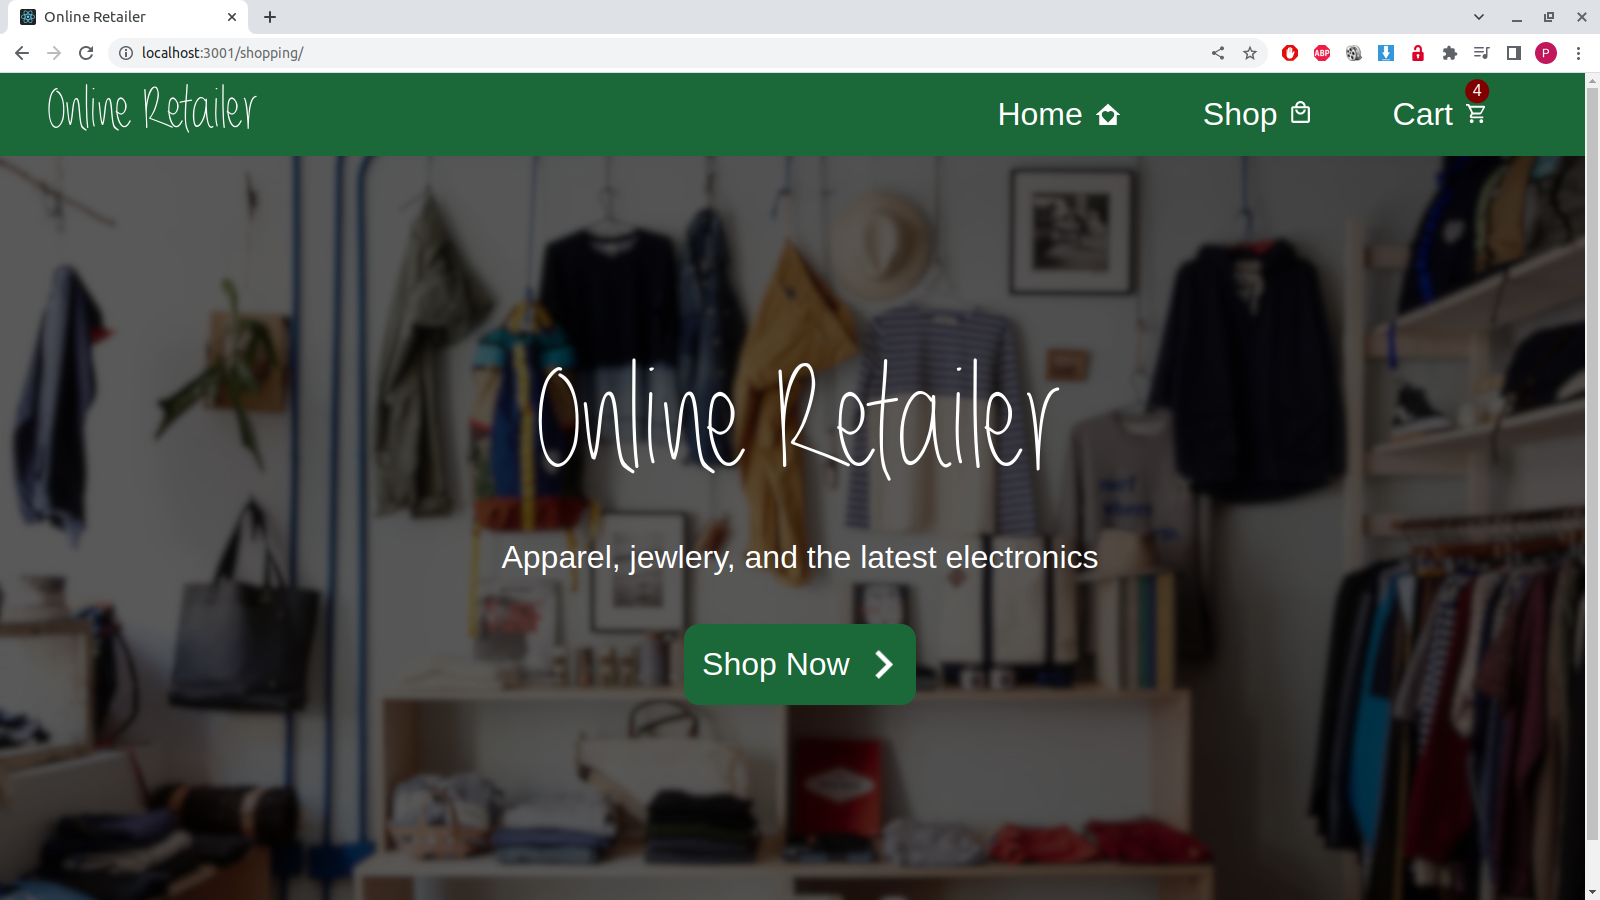 Online Retailer
localhost:3001/shopping/
ABP
P
Online Retailer
Home
Shop
Cart
4
Online Retailer
Apparel, jewlery, and the latest electronics
Shop Now